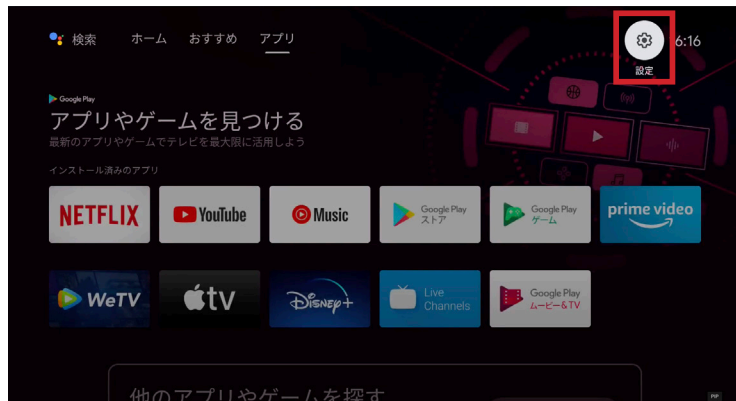 検索 ホーム おすすめ アプリ 6:16
設定
Google Play
アプリやゲームを見つける
最新のアプリやゲームでテレビを最大限に活用しよう
インストール済みのアプリ
NETFLIX
YouTube
Music
Google Play
ストア
Google Play
ゲーム
prime video
WeTV
tv
Disney+
Live
Channels
Google Play
ムービー&TV
他のアプリやゲームを探す
PIP